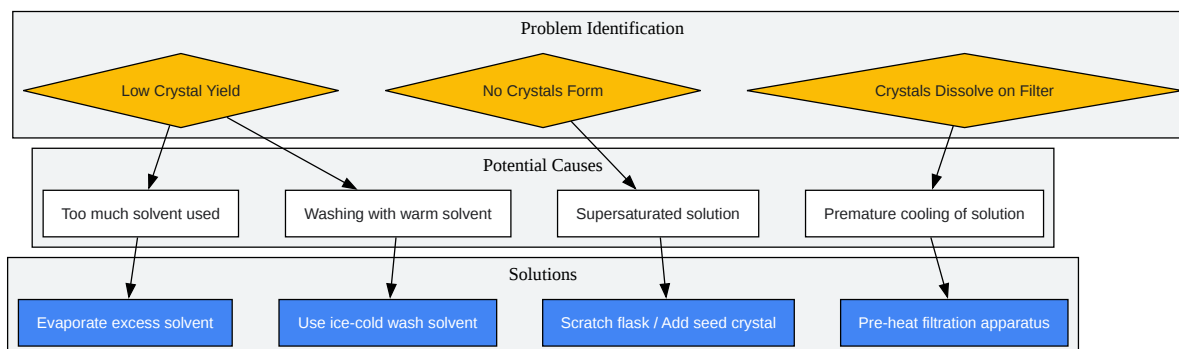 Problem Identification
Low Crystal Yield
No Crystals Form
Crystals Dissolve on Filter
Potential Causes
Too much solvent used
Washing with warm solvent
Supersaturated solution
Premature cooling of solution
Solutions
Evaporate excess solvent
Use ice-cold wash solvent
Scratch flask / Add seed crystal
Pre-heat filtration apparatus